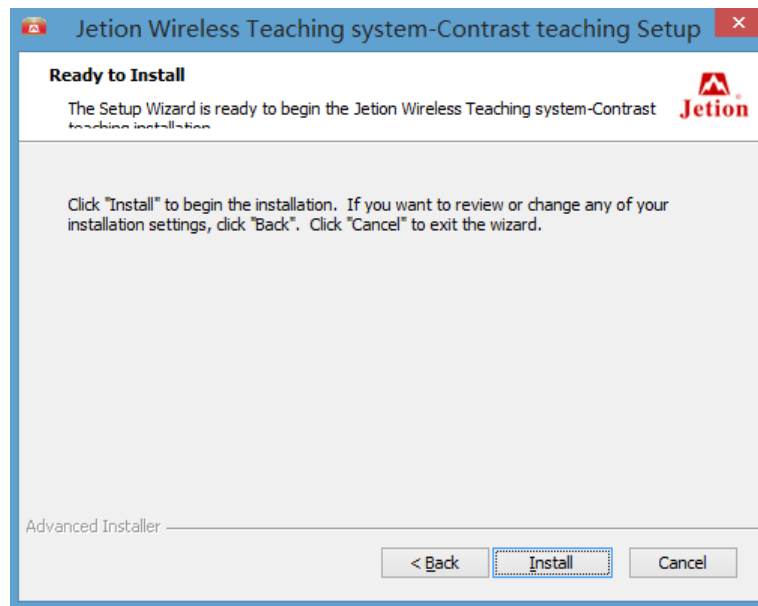 Jetion Wireless Teaching system-Contrast teaching Setup
Ready to Install
The Setup Wizard is ready to begin the Jetion Wireless Teaching system-Contrast
teaching installation
Jetion
Click "Install" to begin the installation. If you want to review or change any of your
installation settings, click "Back". Click "Cancel" to exit the wizard.
Advanced Installer
< Back
Install
Cancel